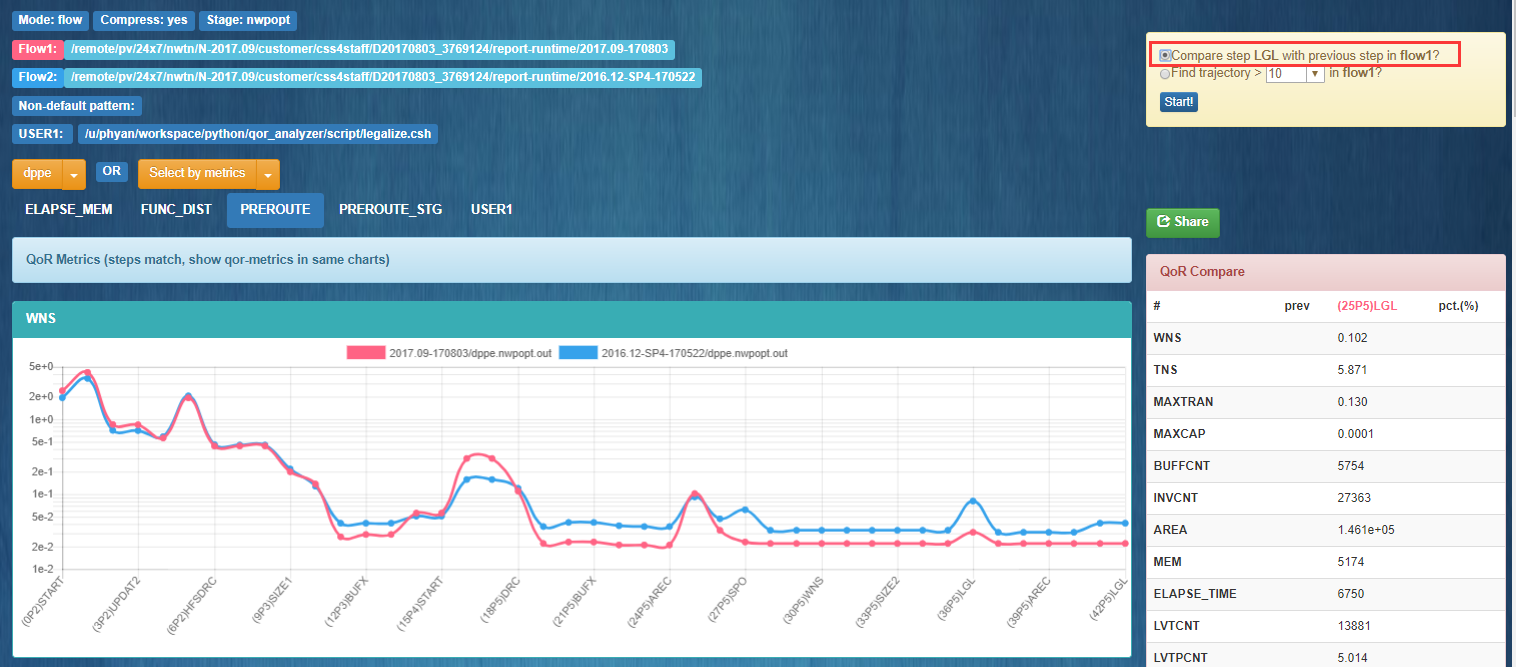 Mode: flow Compress: yes Stage: nwpopt
Flow1: /remote/pv/24x7/nwtn/N-2017.09/customer/css4staff/D20170803_3769124/report-runtime/2017.09-170803
Flow2: /remote/pv/24x7/nwtn/N-2017.09/customer/css4staff/D20170803_3769124/report-runtime/2016.12-SP4-170522
Non-default pattern:
USER1: /u/phyan/workspace/python/qor_analyzer/script/legalize.csh
dppe OR Select by metrics
ELAPSE_MEM FUNC_DIST PREROUTE PREROUTE_STG USER1
QoR Metrics (steps match, show qor-metrics in same charts)
WNS
2017.09-170803/dppe.nwpopt.out 2016.12-SP4-170522/dppe.nwpopt.out
5e+0
2e+0
1e+0
5e-1
2e-1
1e-1
5e-2
2e-2
1e-2
(0P2)START (3P2)UPDAT2 (6P2)HFSDRC (9P3)SIZE1 (12P3)BUFX (15P4)START (18P5)DRC (21P5)BUFX (24P5)AREC (27P5)SPO (30P5)WNS (33P5)SIZE2 (36P5)LGL (39P5)AREC (42P5)LGL
Compare step LGL with previous step in flow1?
Find trajectory > 10 in flow1?
Start!
Share
QoR Compare
# prev (25P5)LGL pct.(%)
WNS 0.102
TNS 5.871
MAXTRAN 0.130
MAXCAP 0.0001
BUFFCNT 5754
INVCNT 27363
AREA 1.461e+05
MEM 5174
ELAPSE_TIME 6750
LVTCNT 13881
LVTPCNT 5.014